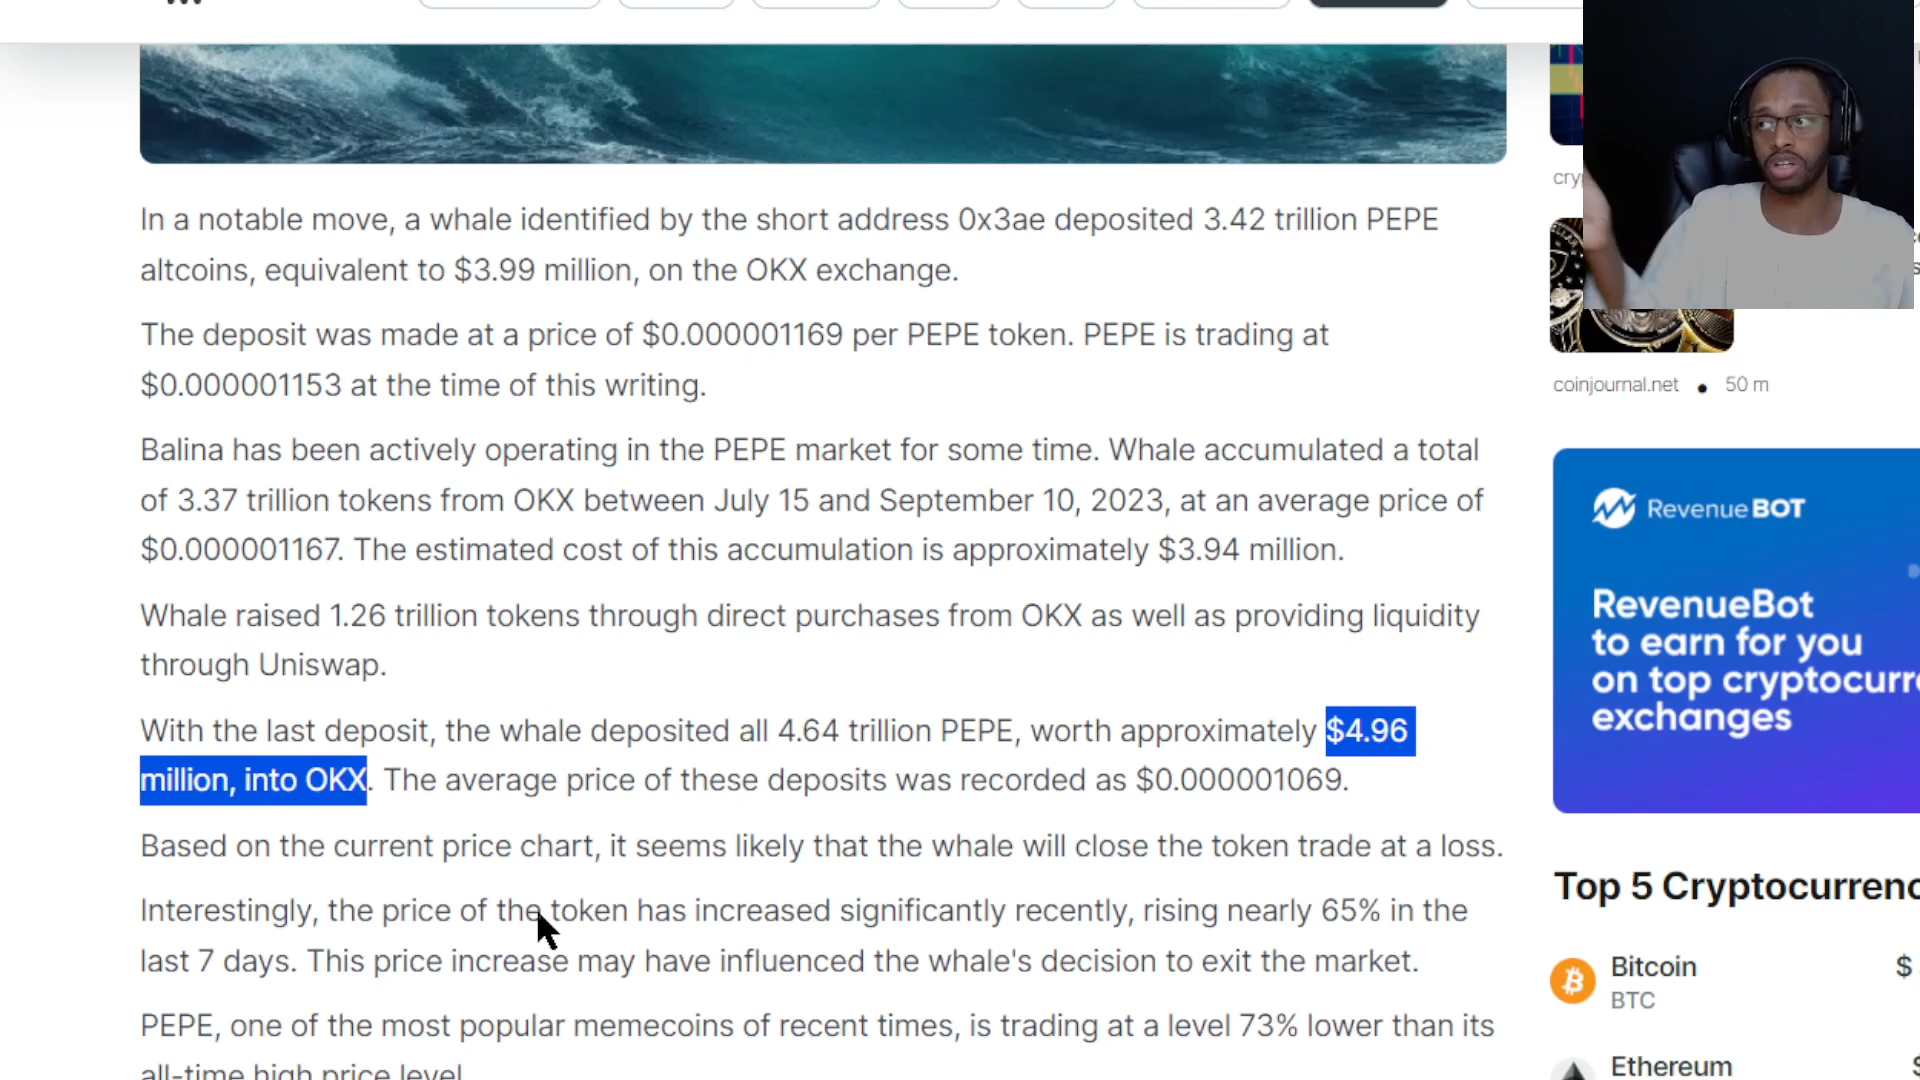 In a notable move, a whale identified by the short address 0x3ae deposited 3.42 trillion PEPE
altcoins, equivalent to $3.99 million, on the OKX exchange.
The deposit was made at a price of $0.000001169 per PEPE token. PEPE is trading at
$0.000001153 at the time of this writing.
Balina has been actively operating in the PEPE market for some time. Whale accumulated a total
of 3.37 trillion tokens from OKX between July 15 and September 10, 2023, at an average price of
$0.000001167. The estimated cost of this accumulation is approximately $3.94 million.
Whale raised 1.26 trillion tokens through direct purchases from OKX as well as providing liquidity
through Uniswap.
With the last deposit, the whale deposited all 4.64 trillion PEPE, worth approximately $4.96
million, into OKX. The average price of these deposits was recorded as $0.000001069.
Based on the current price chart, it seems likely that the whale will close the token trade at a loss.
Interestingly, the price of the token has increased significantly recently, rising nearly 65% in the
last 7 days. This price increase may have influenced the whale's decision to exit the market.
PEPE, one of the most popular memecoins of recent times, is trading at a level 73% lower than its
all-time high price level
coinjournal.net • 50 m
Revenue BOT
RevenueBot
to earn for you
on top cryptocurre
exchanges
Top 5 Cryptocurrenc
Bitcoin $
BTC
Ethereum $